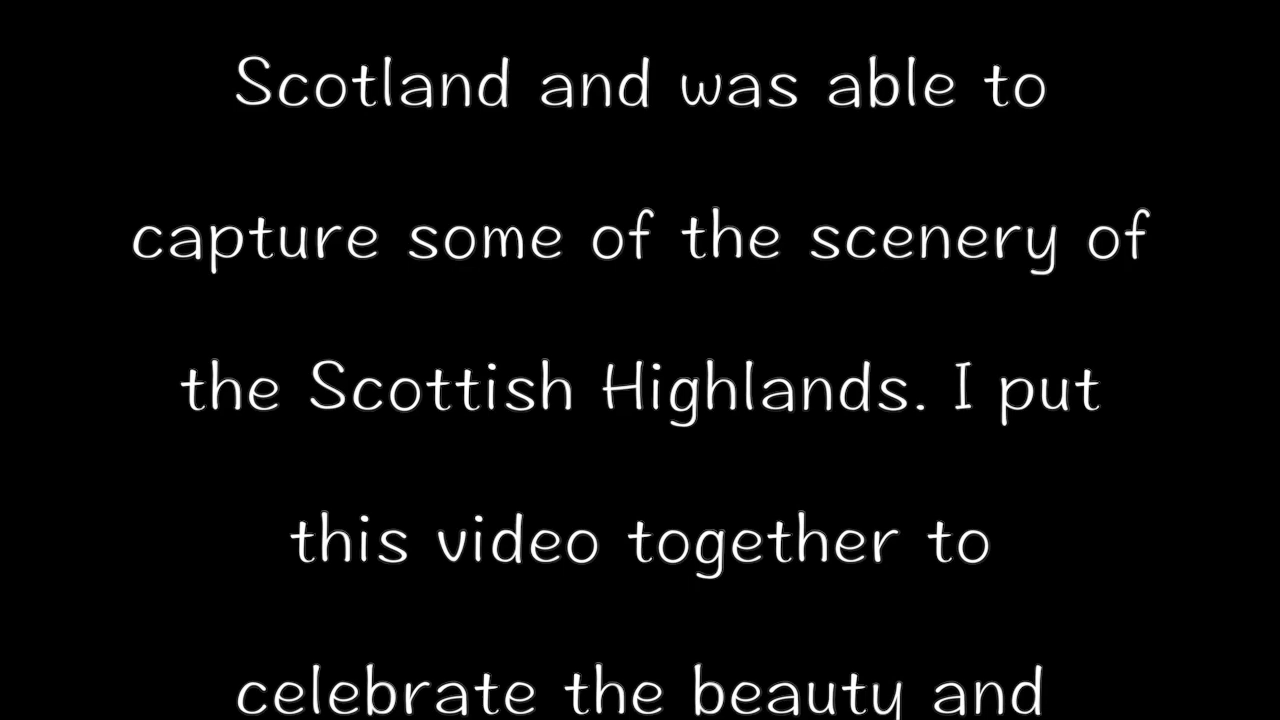 Scotland and was able to
capture some of the scenery of
the Scottish Highlands. I put
this video together to
celebrate the beauty and